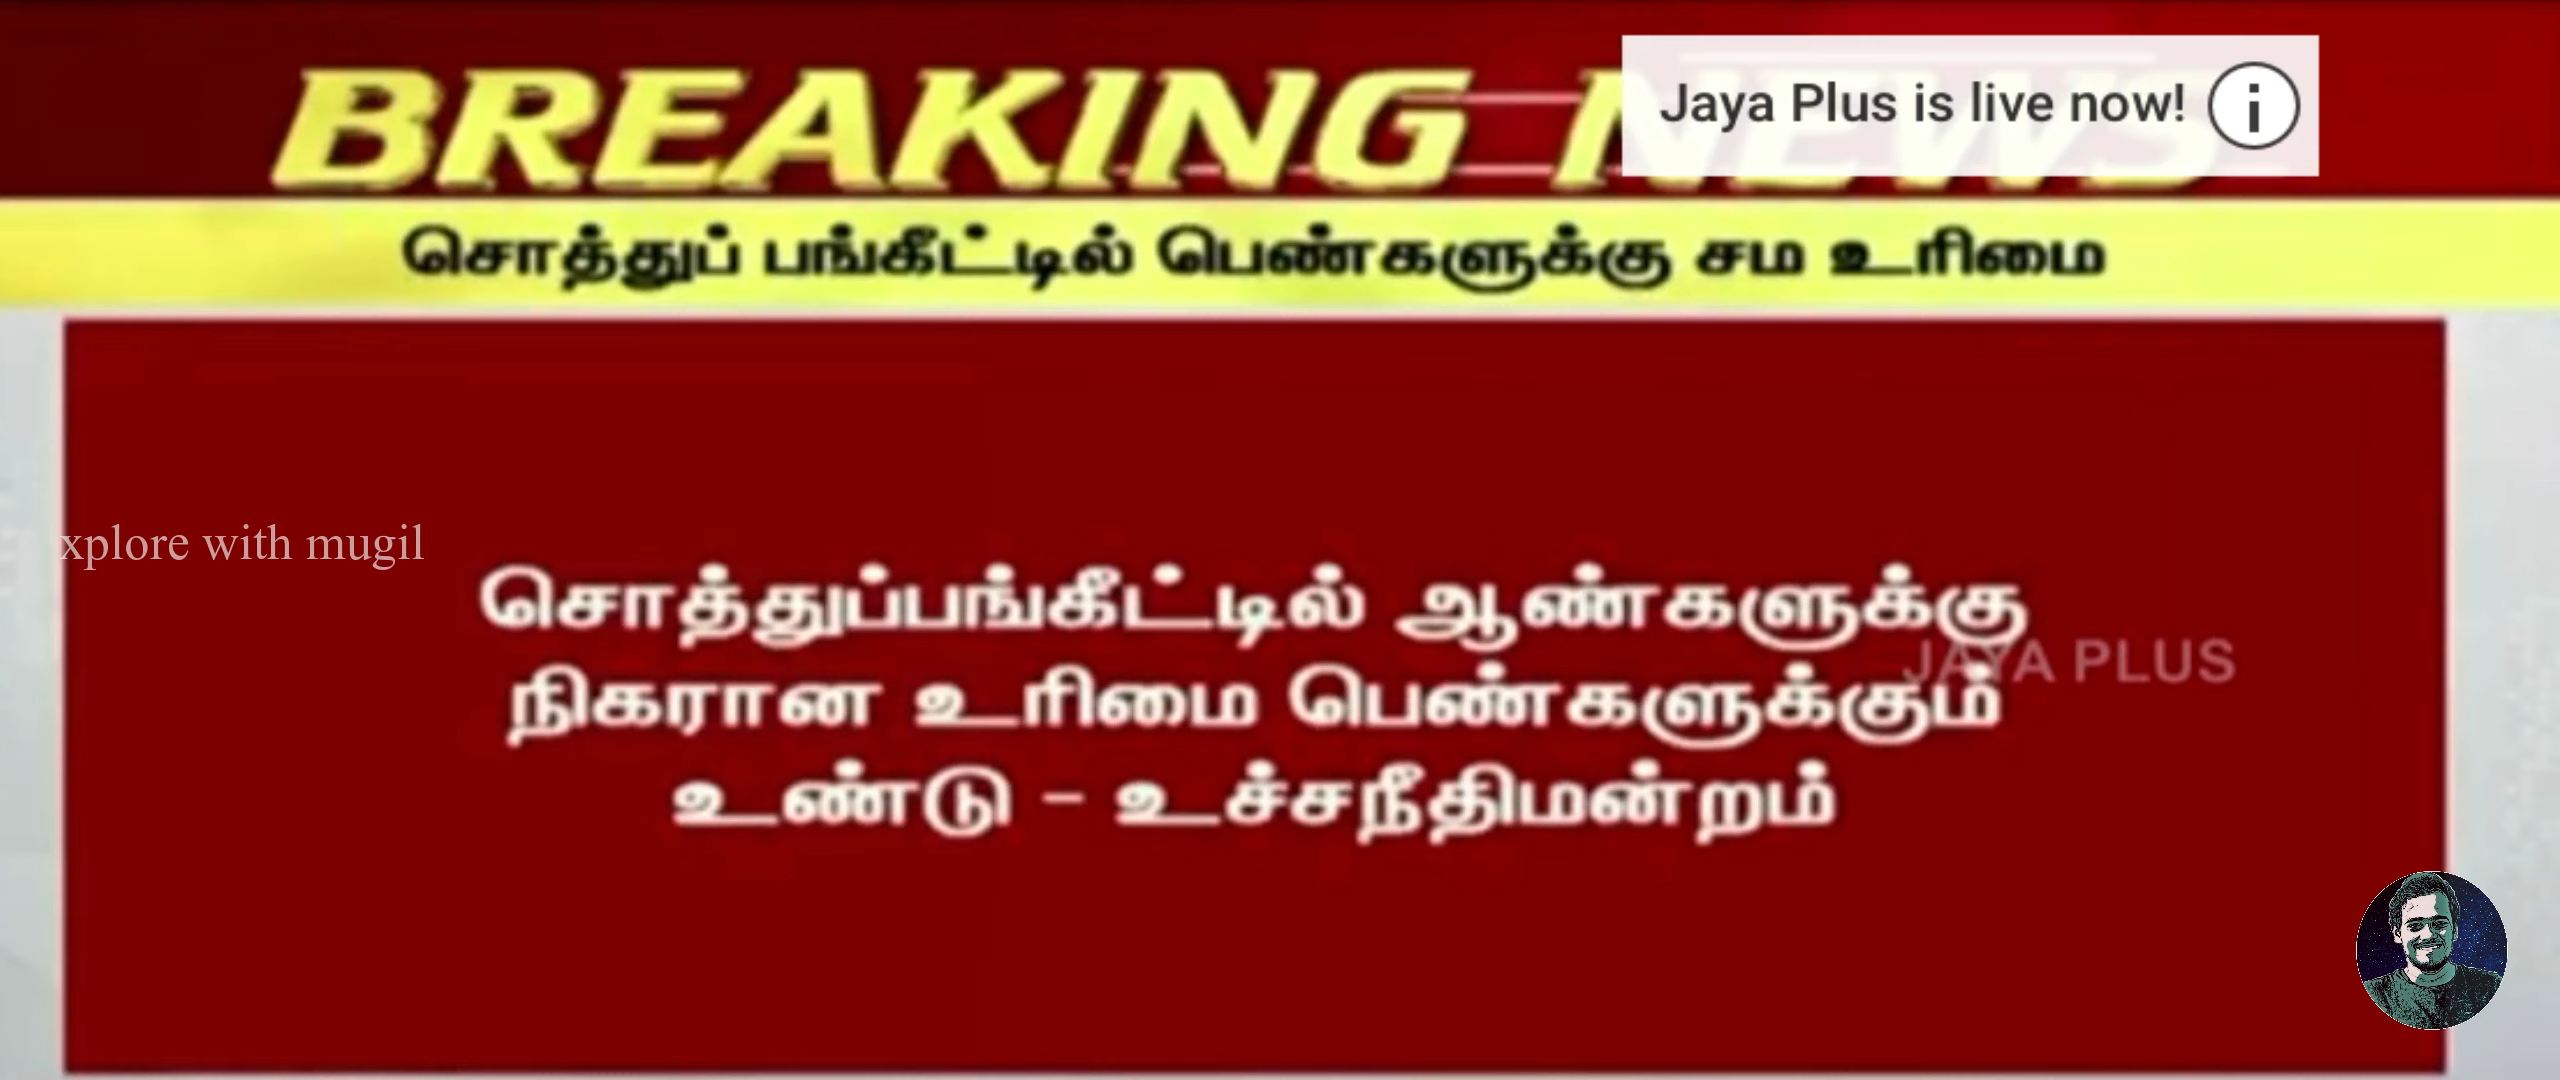 BREAKING NEWS
Jaya Plus is live now!
சொத்துப் பங்கீட்டில் பெண்களுக்கு சம உரிமை
xplore with mugil
சொத்துப்பங்கீட்டில் ஆண்களுக்கு
JAYA PLUS
நிகரான உரிமை பெண்களுக்கும்
உண்டு - உச்சநீதிமன்றம்